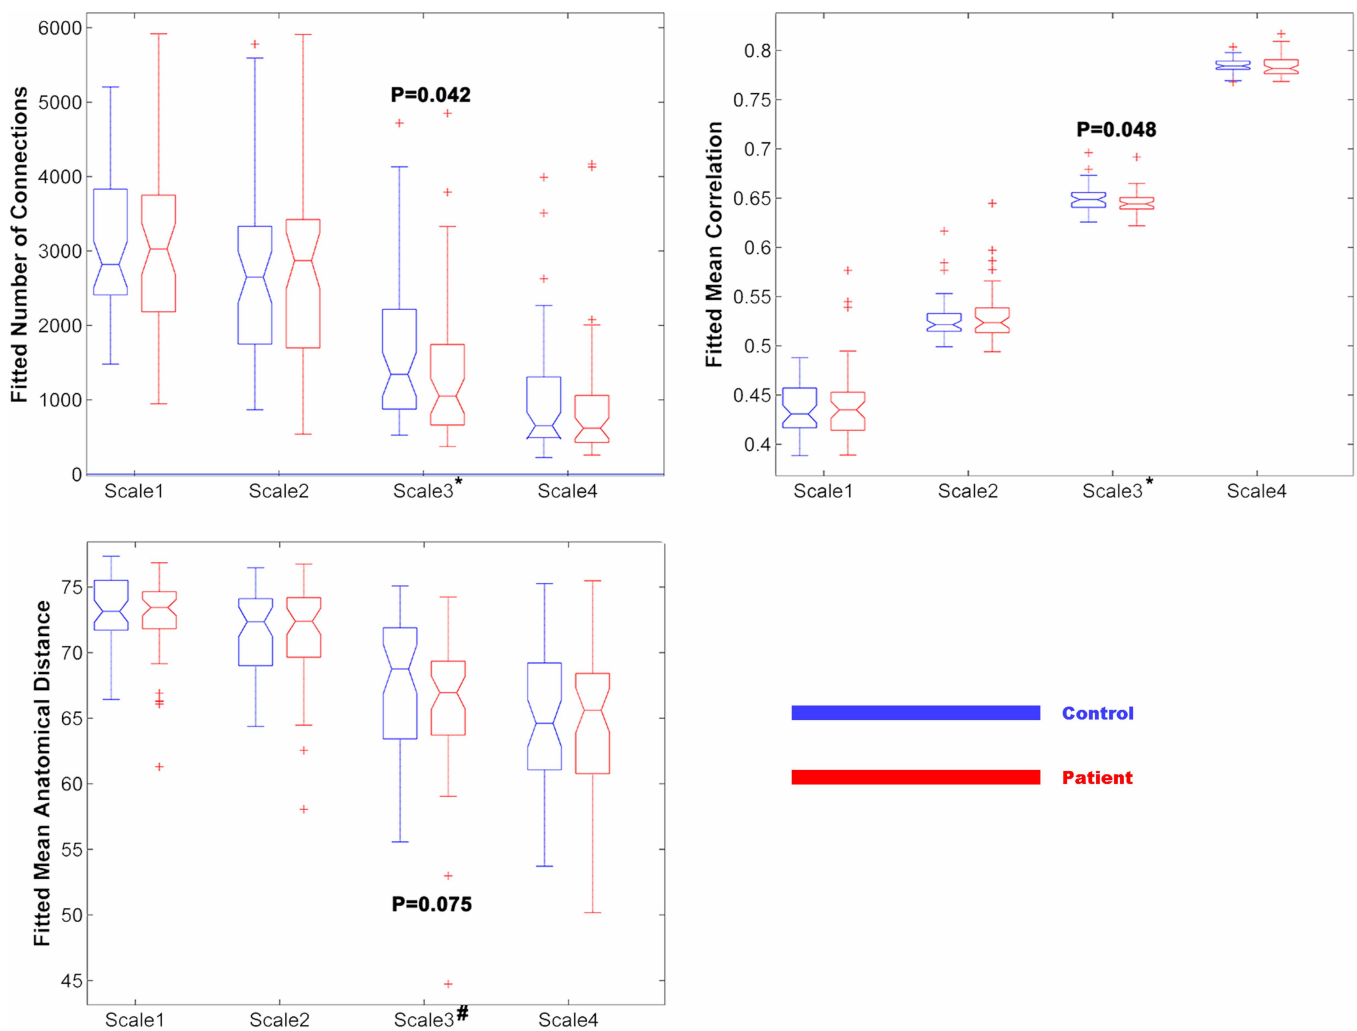 Fitted Number of Connections
6000
5000
4000
3000
2000
1000
0
P=0.042
Scale1 Scale2 Scale3* Scale4
Fitted Mean Correlation
0.8
0.75
0.7
0.65
0.6
0.55
0.5
0.45
0.4
P=0.048
Scale1 Scale2 Scale3* Scale4
Fitted Mean Anatomical Distance
75
70
65
60
55
50
45
P=0.075
Scale1 Scale2 Scale3# Scale4
Control
Patient